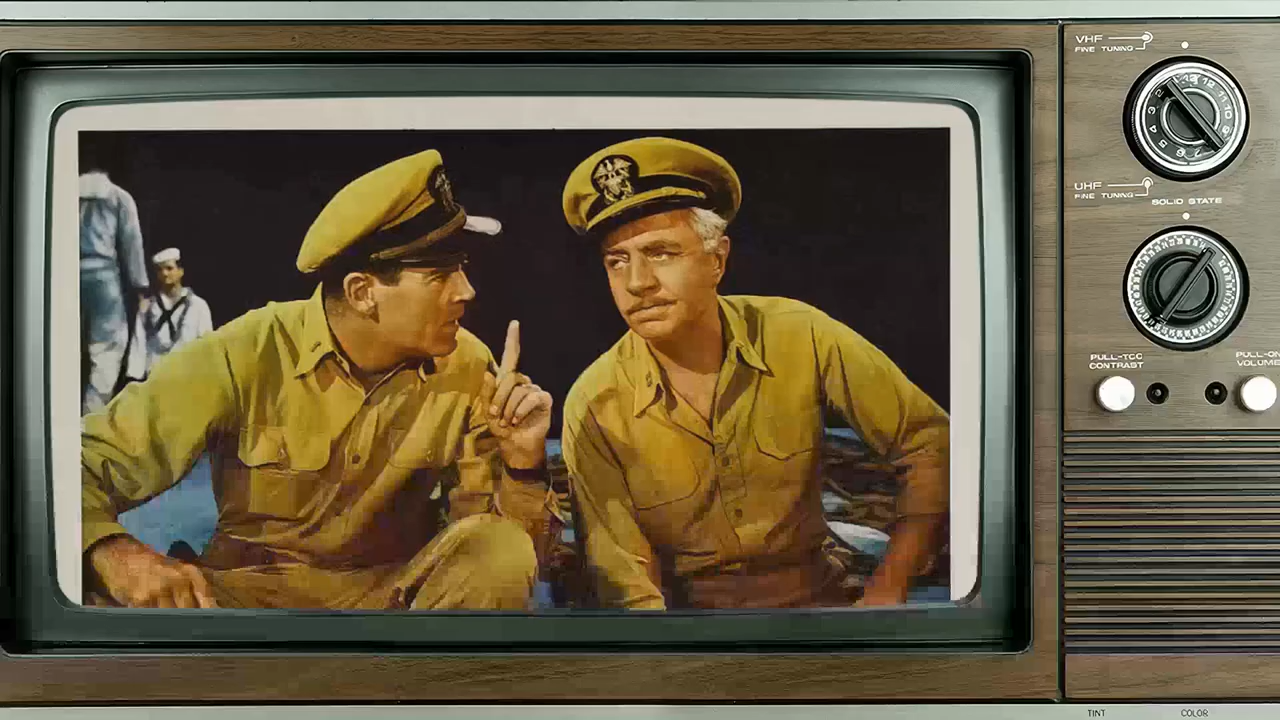 VHF
FINE TUNING
UHF
FINE TUNING
SOLID STATE
PULL-TCC
CONTRAST
PULL-ON
VOLUME
TINT
COLOR